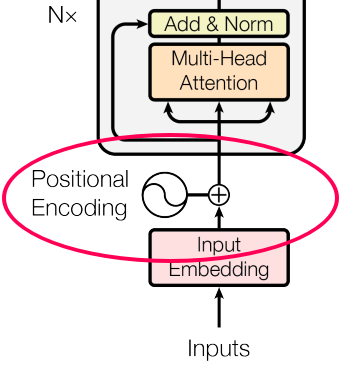 N×
Add & Norm
Multi-Head
Attention
Positional
Encoding
Input
Embedding
Inputs